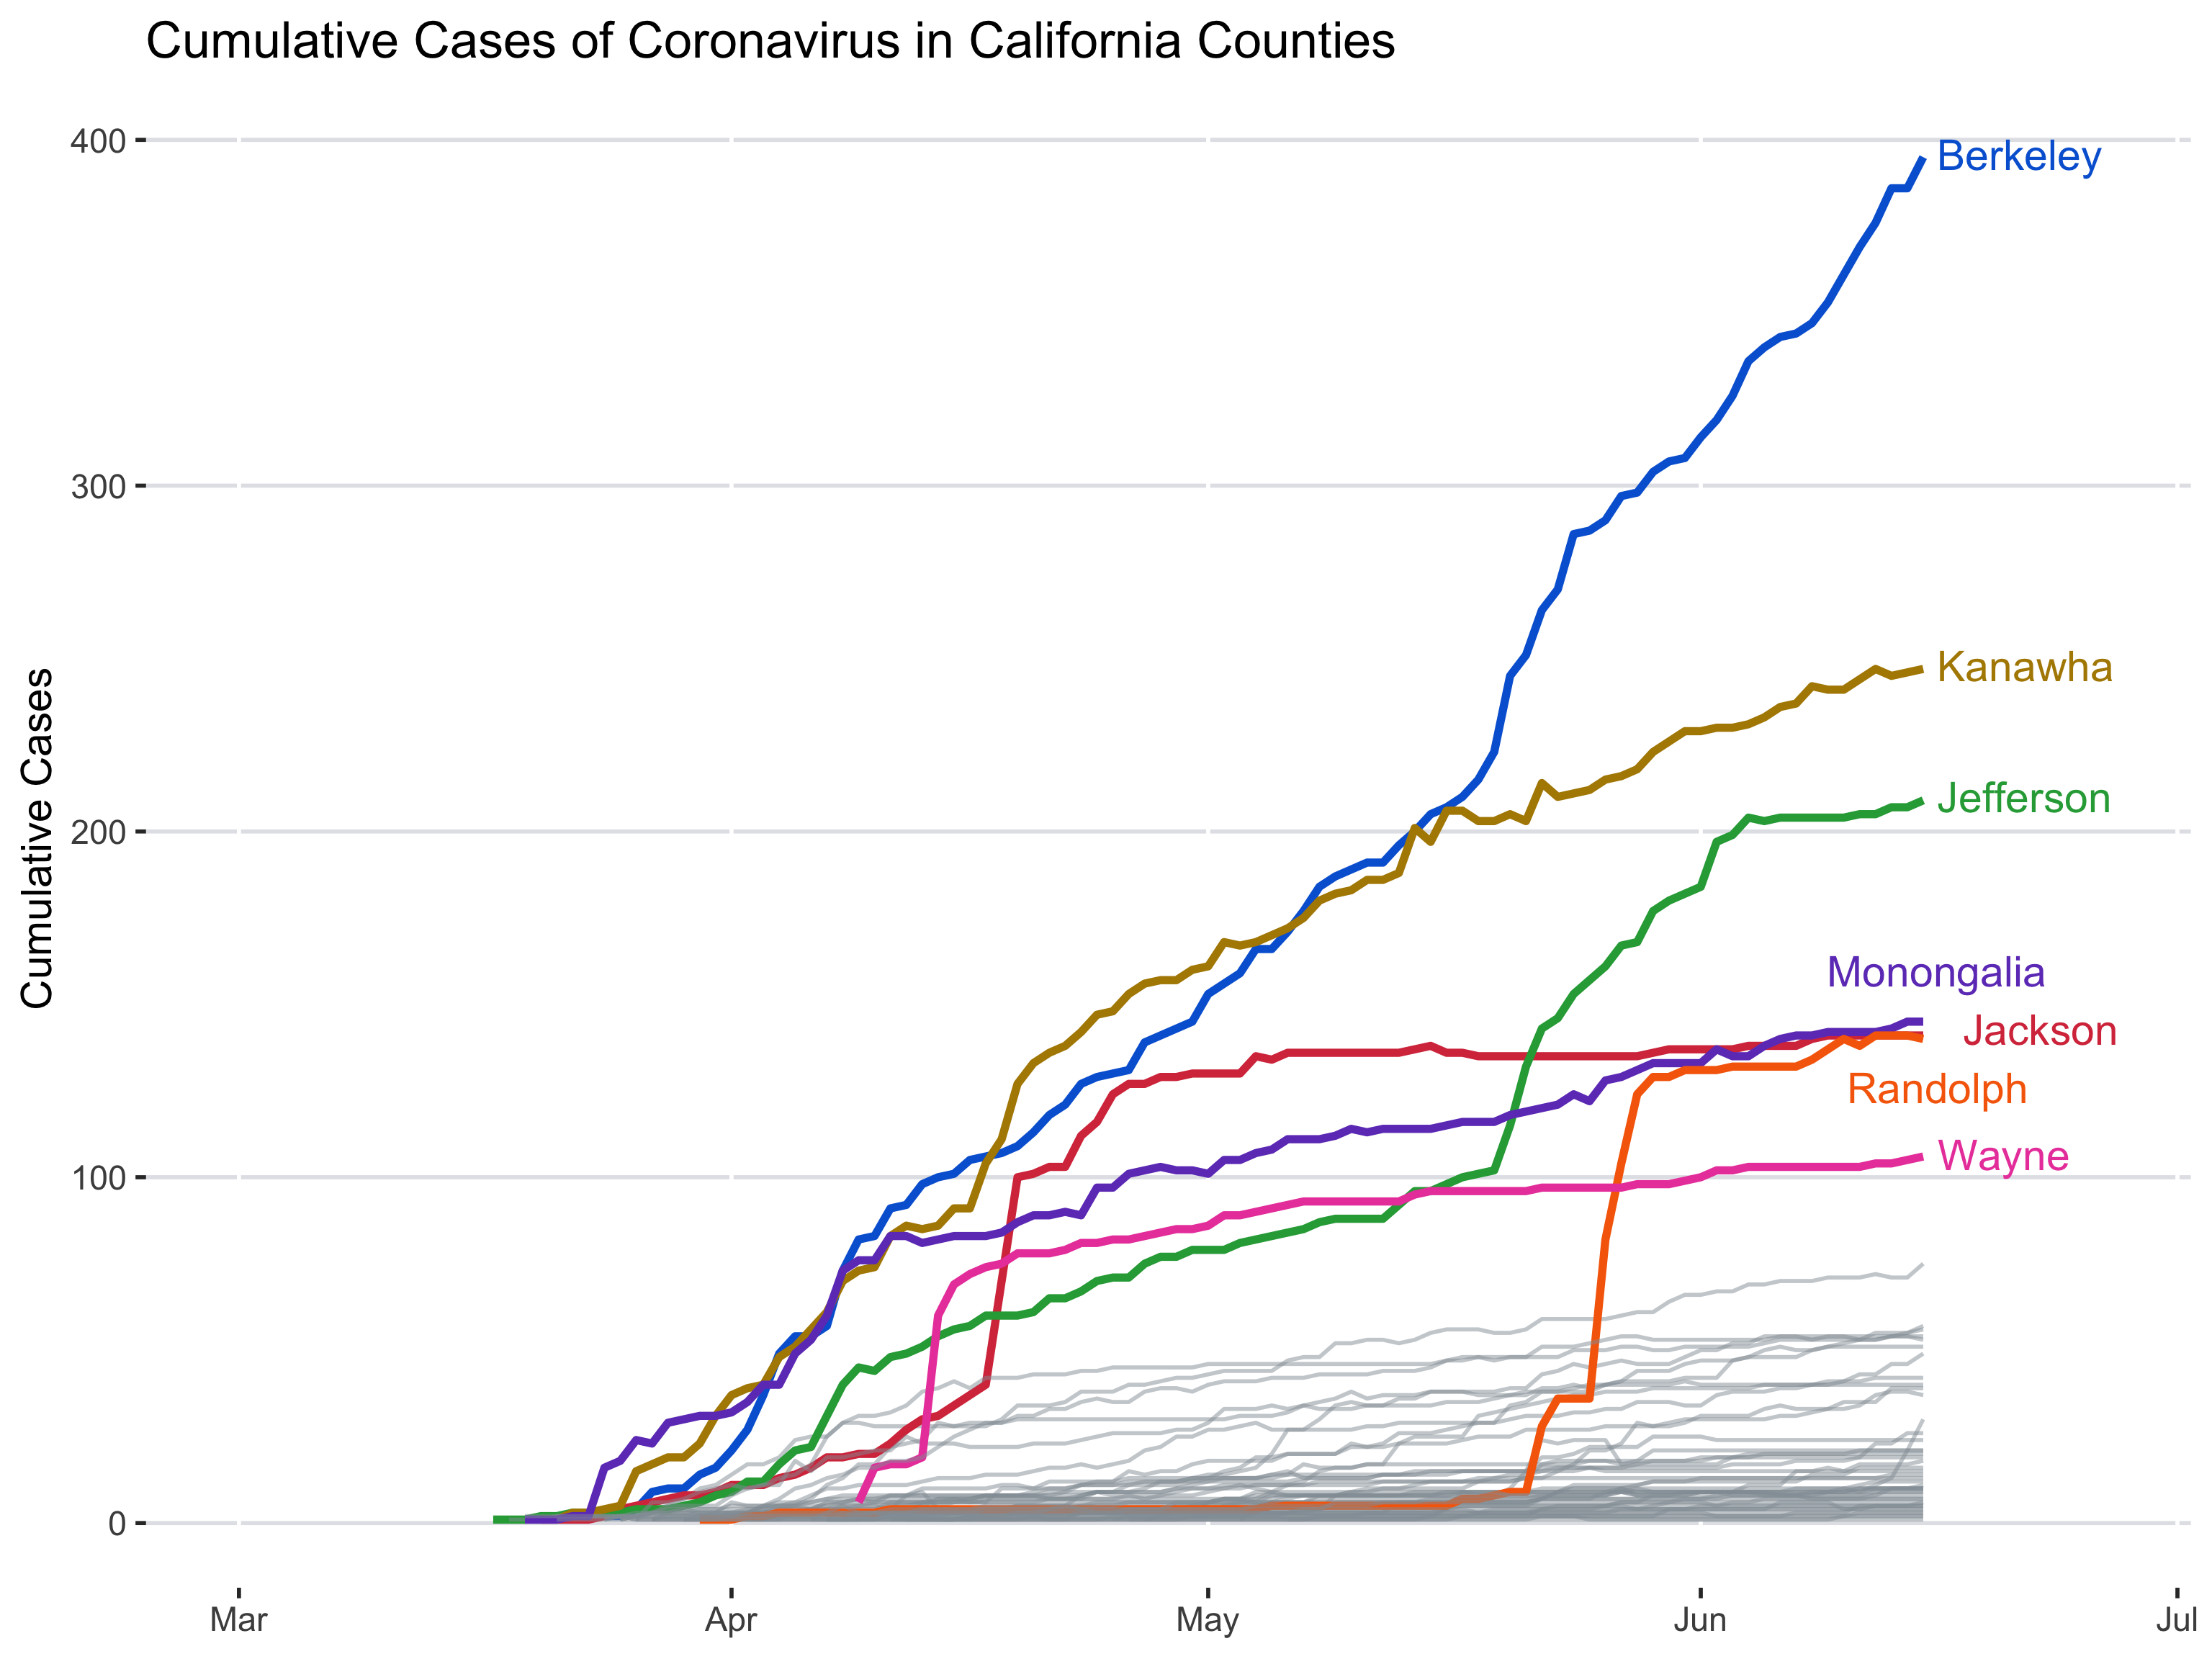 Cumulative Cases of Coronavirus in California Counties
Cumulative Cases
400
300
200
100
0
Berkeley
Kanawha
Jefferson
Monongalia
Jackson
Randolph
Wayne
Mar
Apr
May
Jun
Jul